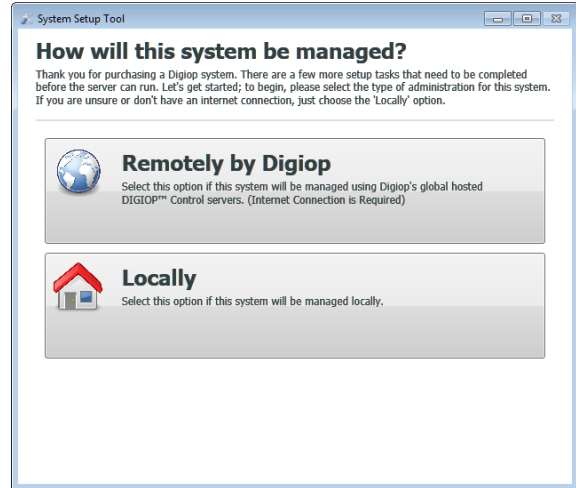 System Setup Tool
How will this system be managed?
Thank you for purchasing a Digiop system. There are a few more setup tasks that need to be completed
before the server can run. Let's get started; to begin, please select the type of administration for this system.
If you are unsure or don't have an internet connection, just choose the 'Locally' option.
Remotely by Digiop
Select this option if this system will be managed using Digiop's global hosted
DIGIOP™ Control servers. (Internet Connection is Required)
Locally
Select this option if this system will be managed locally.